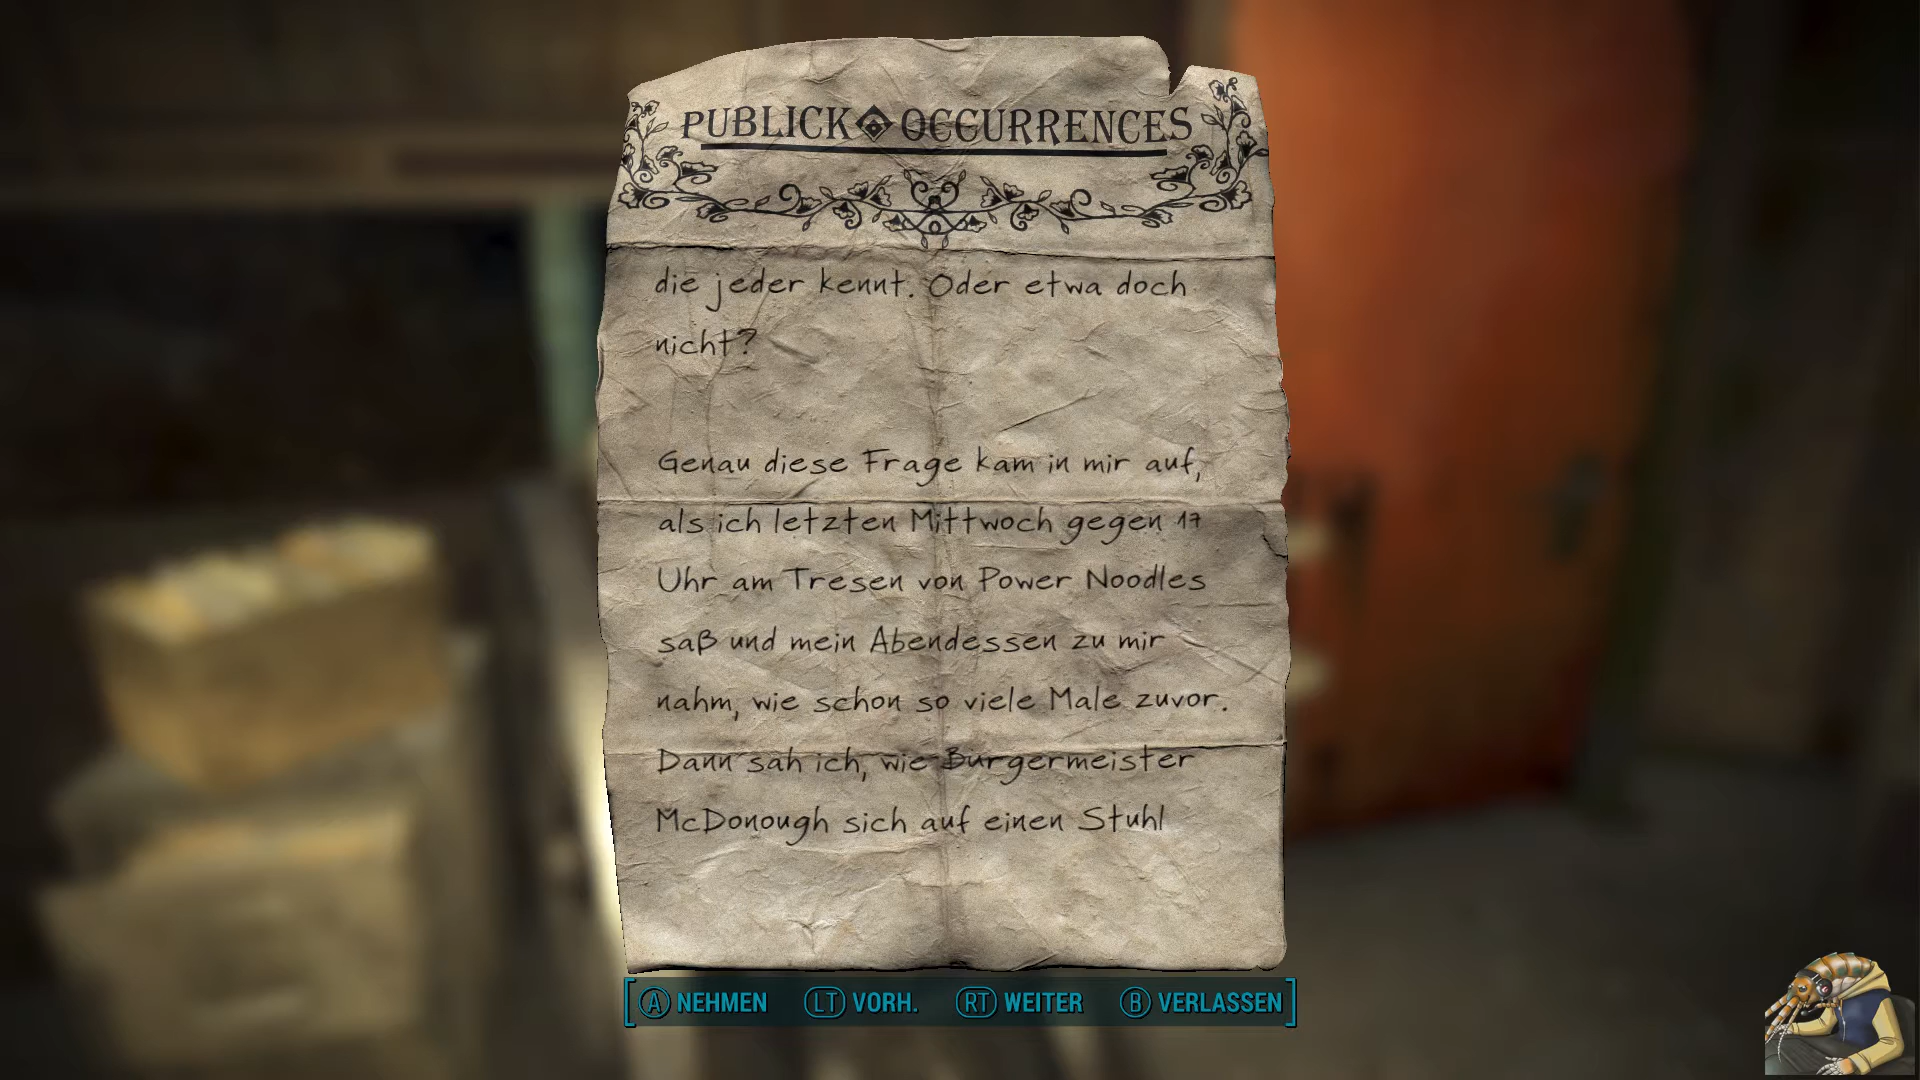 PUBLICK OCCURRENCES
die jeder kennt. Oder etwa doch
nicht?
Genau diese Frage kam in mir auf,
als ich letzten Mittwoch gegen 17
Uhr am Tresen von Power Noodles
saß und mein Abendessen zu mir
nahm, wie schon so viele Male zuvor.
Dann sah ich, wie Bürgermeister
McDonough sich auf einen Stuhl
A NEHMEN LT VORH. RT WEITER B VERLASSEN